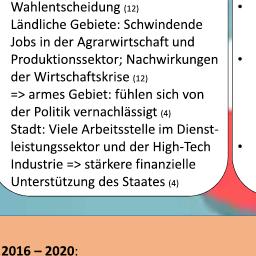 Wahlentscheidung (12)
Ländliche Gebiete: Schwindende
Jobs in der Agrarwirtschaft und
Produktionssektor; Nachwirkungen
der Wirtschaftskrise (12)
=> armes Gebiet: fühlen sich von
der Politik vernachlässigt (4)
Stadt: Viele Arbeitsstelle im Dienst-
leistungssektor und der High-Tech
Industrie => stärkere finanzielle
Unterstützung des Staates (4)
2016 – 2020: